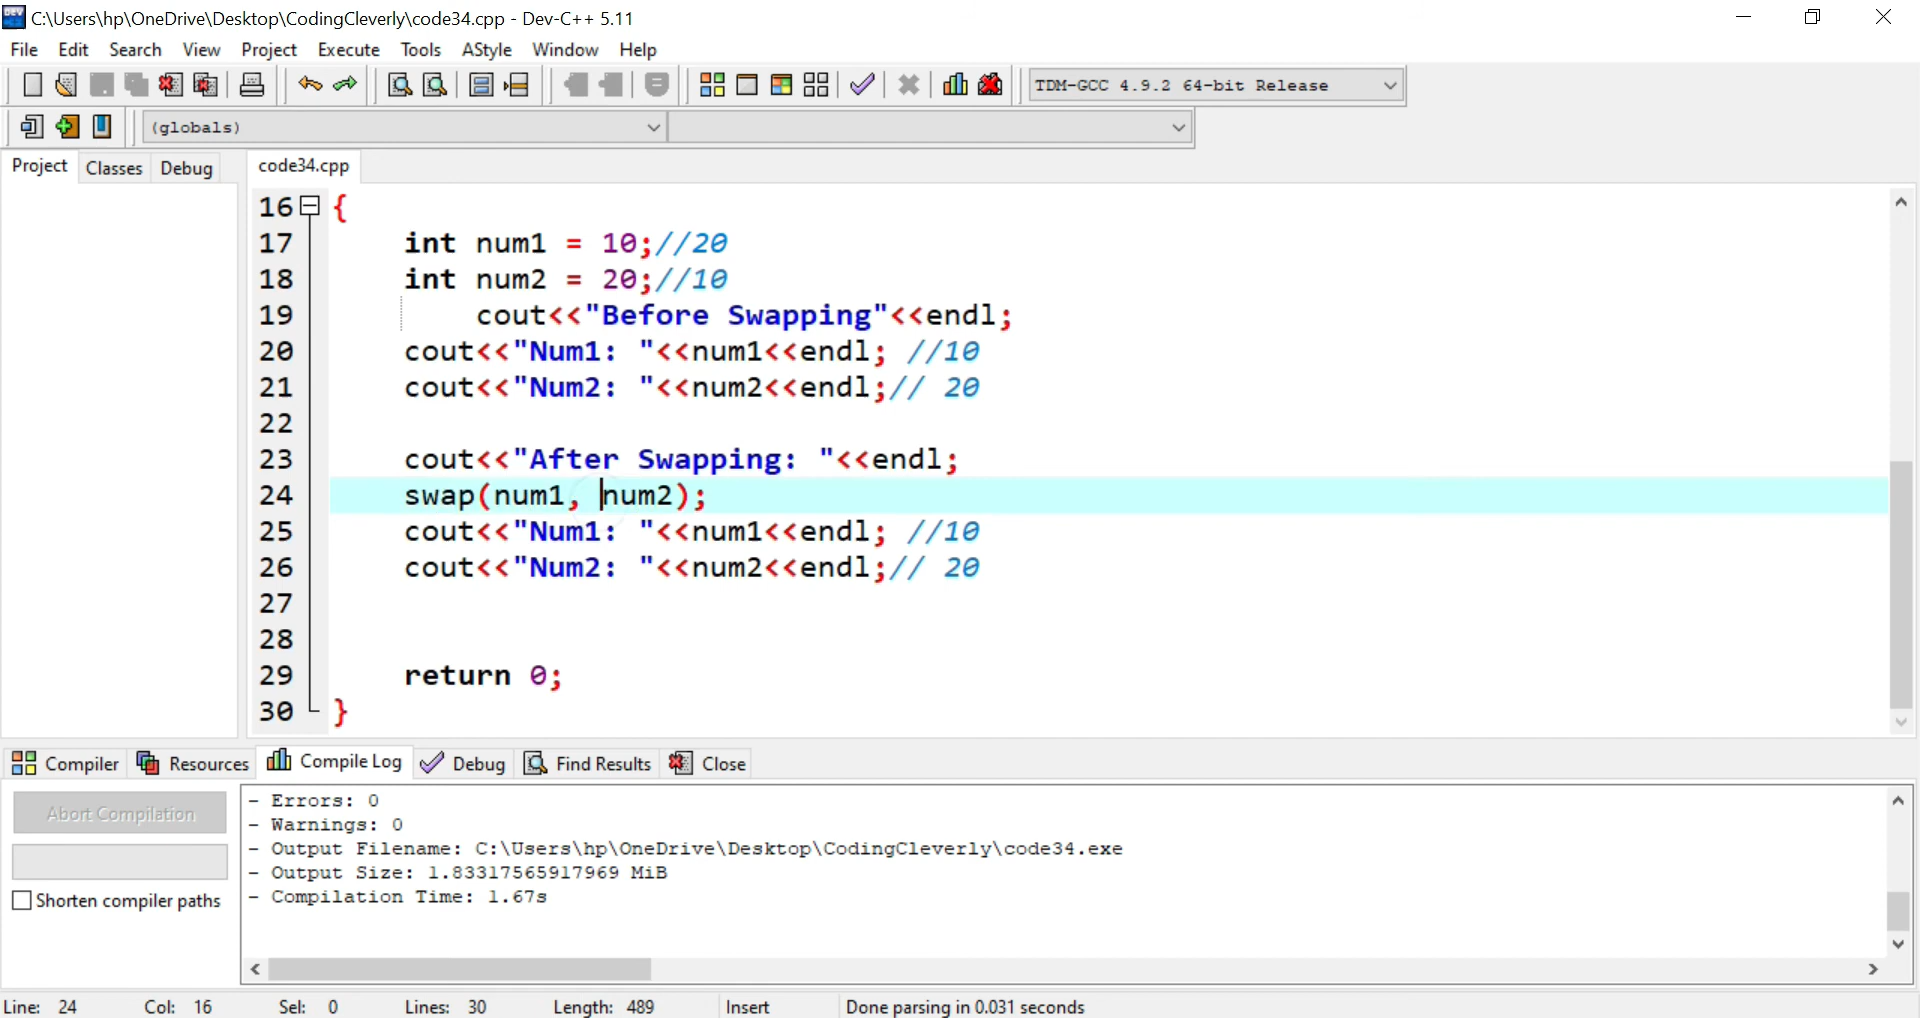 C:\Users\hp\OneDrive\Desktop\CodingCleverly\code34.cpp - Dev-C++ 5.11
File Edit Search View Project Execute Tools AStyle Window Help
TDM-GCC 4.9.2 64-bit Release
(globals)
Project Classes Debug code34.cpp
16 {
17 int num1 = 10;//20
18 int num2 = 20;//10
19 cout<<"Before Swapping"<<endl;
20 cout<<"Num1: "<<num1<<endl; //10
21 cout<<"Num2: "<<num2<<endl;// 20
22
23 cout<<"After Swapping: "<<endl;
24 swap(num1, num2);
25 cout<<"Num1: "<<num1<<endl; //10
26 cout<<"Num2: "<<num2<<endl;// 20
27
28
29 return 0;
30 }
Compiler Resources Compile Log Debug Find Results Close
Abort Compilation
Shorten compiler paths
- Errors: 0
- Warnings: 0
- Output Filename: C:\Users\hp\OneDrive\Desktop\CodingCleverly\code34.exe
- Output Size: 1.83317565917969 MiB
- Compilation Time: 1.67s
Line: 24 Col: 16 Sel: 0 Lines: 30 Length: 489 Insert Done parsing in 0.031 seconds